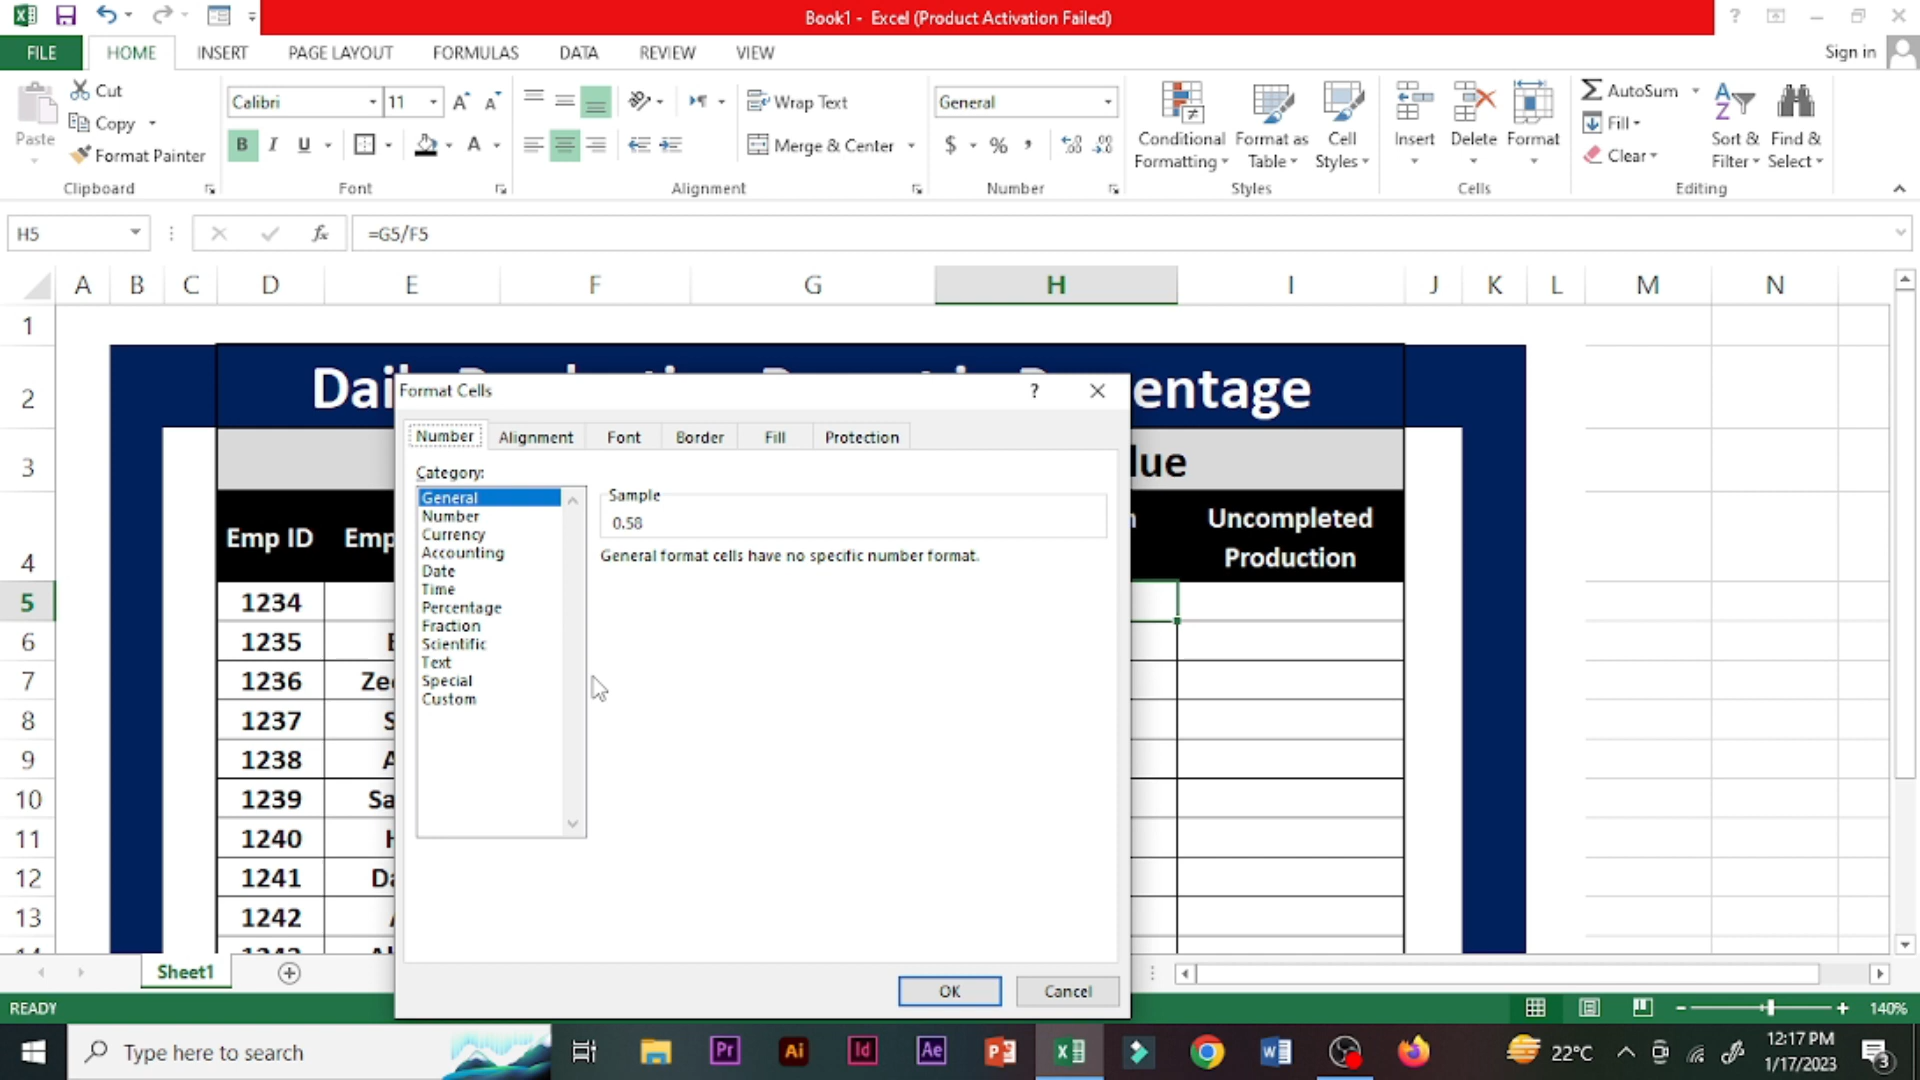 Book1 - Excel (Product Activation Failed)
FILE HOME INSERT PAGE LAYOUT FORMULAS DATA REVIEW VIEW Sign in
Cut
Copy
Format Painter
Paste
Clipboard
Calibri 11
B I U
Font
Wrap Text
Merge & Center
Alignment
General
$ % ,
Number
Conditional Formatting
Format as Table
Cell Styles
Styles
Insert Delete Format
Cells
AutoSum
Fill
Clear
Sort & Filter
Find & Select
Editing
H5 fx =G5/F5
A B C D E F G H I J K L M N
1
2
3
4
5
6
7
8
9
10
11
12
13
entage
lue
Emp ID
Uncompleted
Production
1234
1235
1236
1237
1238
1239
1240
1241
1242
Format Cells ?
Number Alignment Font Border Fill Protection
Category:
General
Number
Currency
Accounting
Date
Time
Percentage
Fraction
Scientific
Text
Special
Custom
Sample
0.58
General format cells have no specific number format.
OK Cancel
Sheet1
READY 140%
Type here to search
Pr Ai Id Ae
22°C
12:17 PM
1/17/2023
3